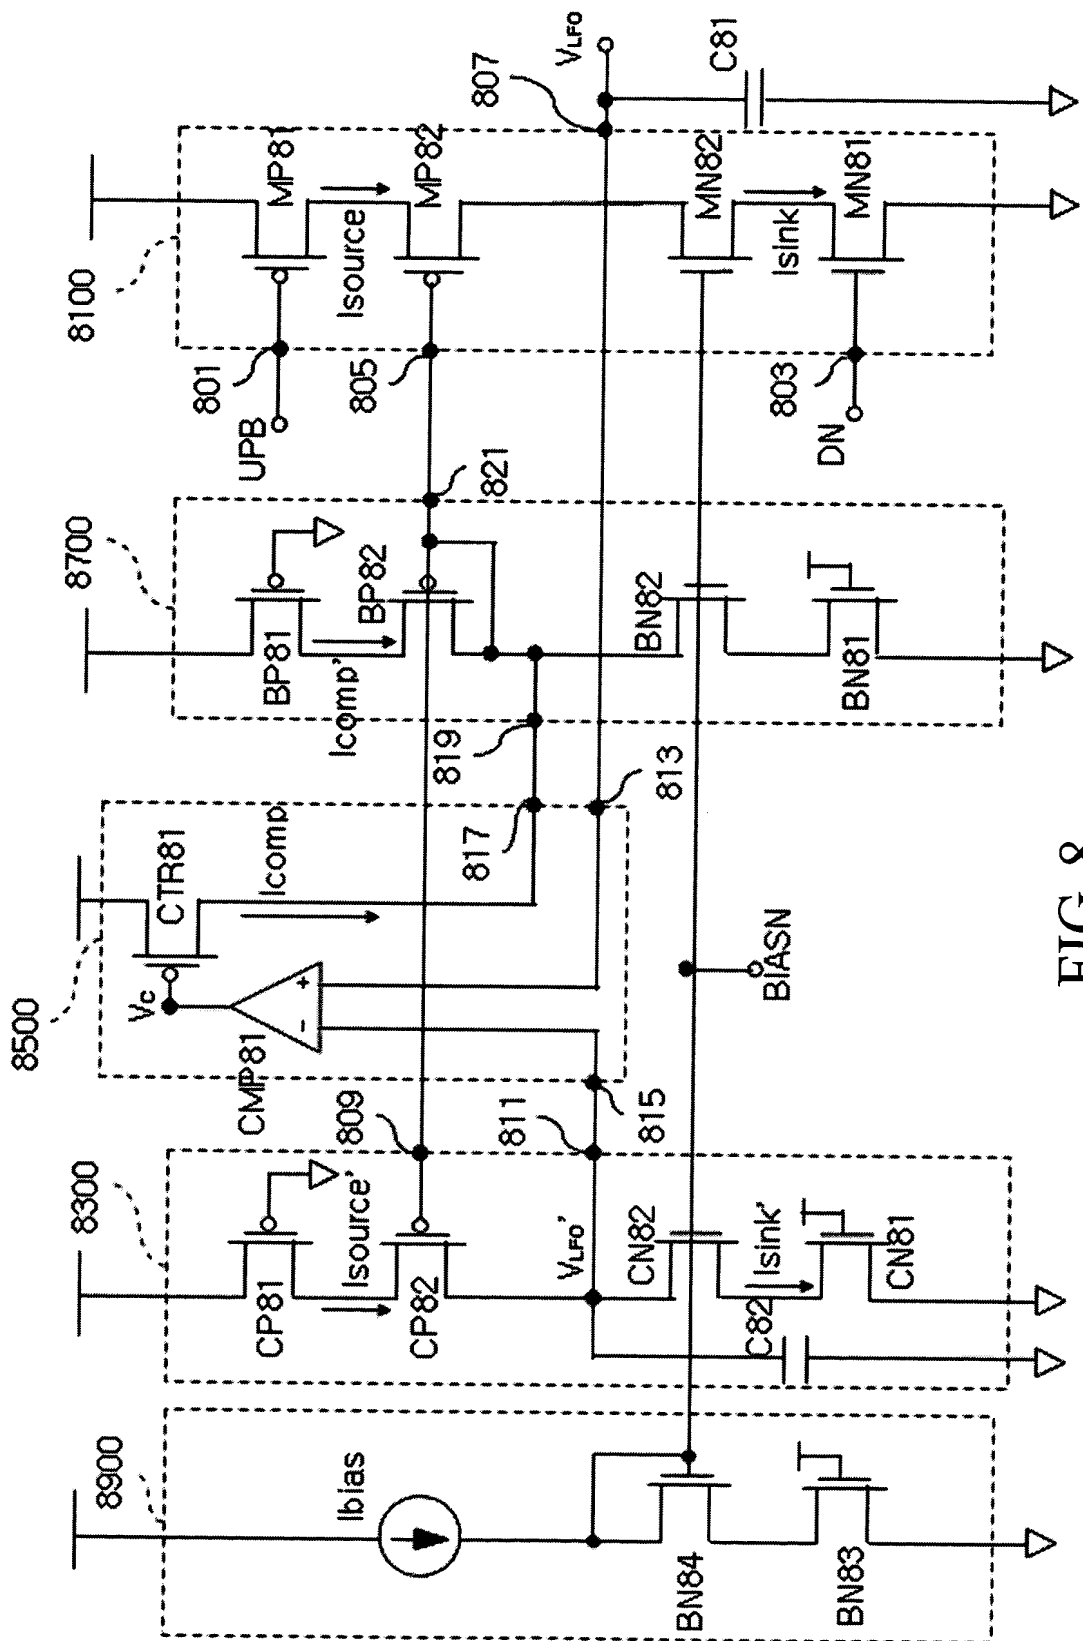 8900
Ibias
BN84
BN83
8300
CP81
Isource'
CP82
809
811
VLFO'
CN82
Isink'
C82
CN81
8500
Vc
CTR81
CMP81
-
+
Icomp
815
817
813
BIASN
8700
BP81
Icomp'
BP82
819
821
BN82
BN81
8100
801
UPB
MP81
Isource
805
MP82
807
VLFO
C81
MN82
Isink
MN81
803
DN
FIG. 8